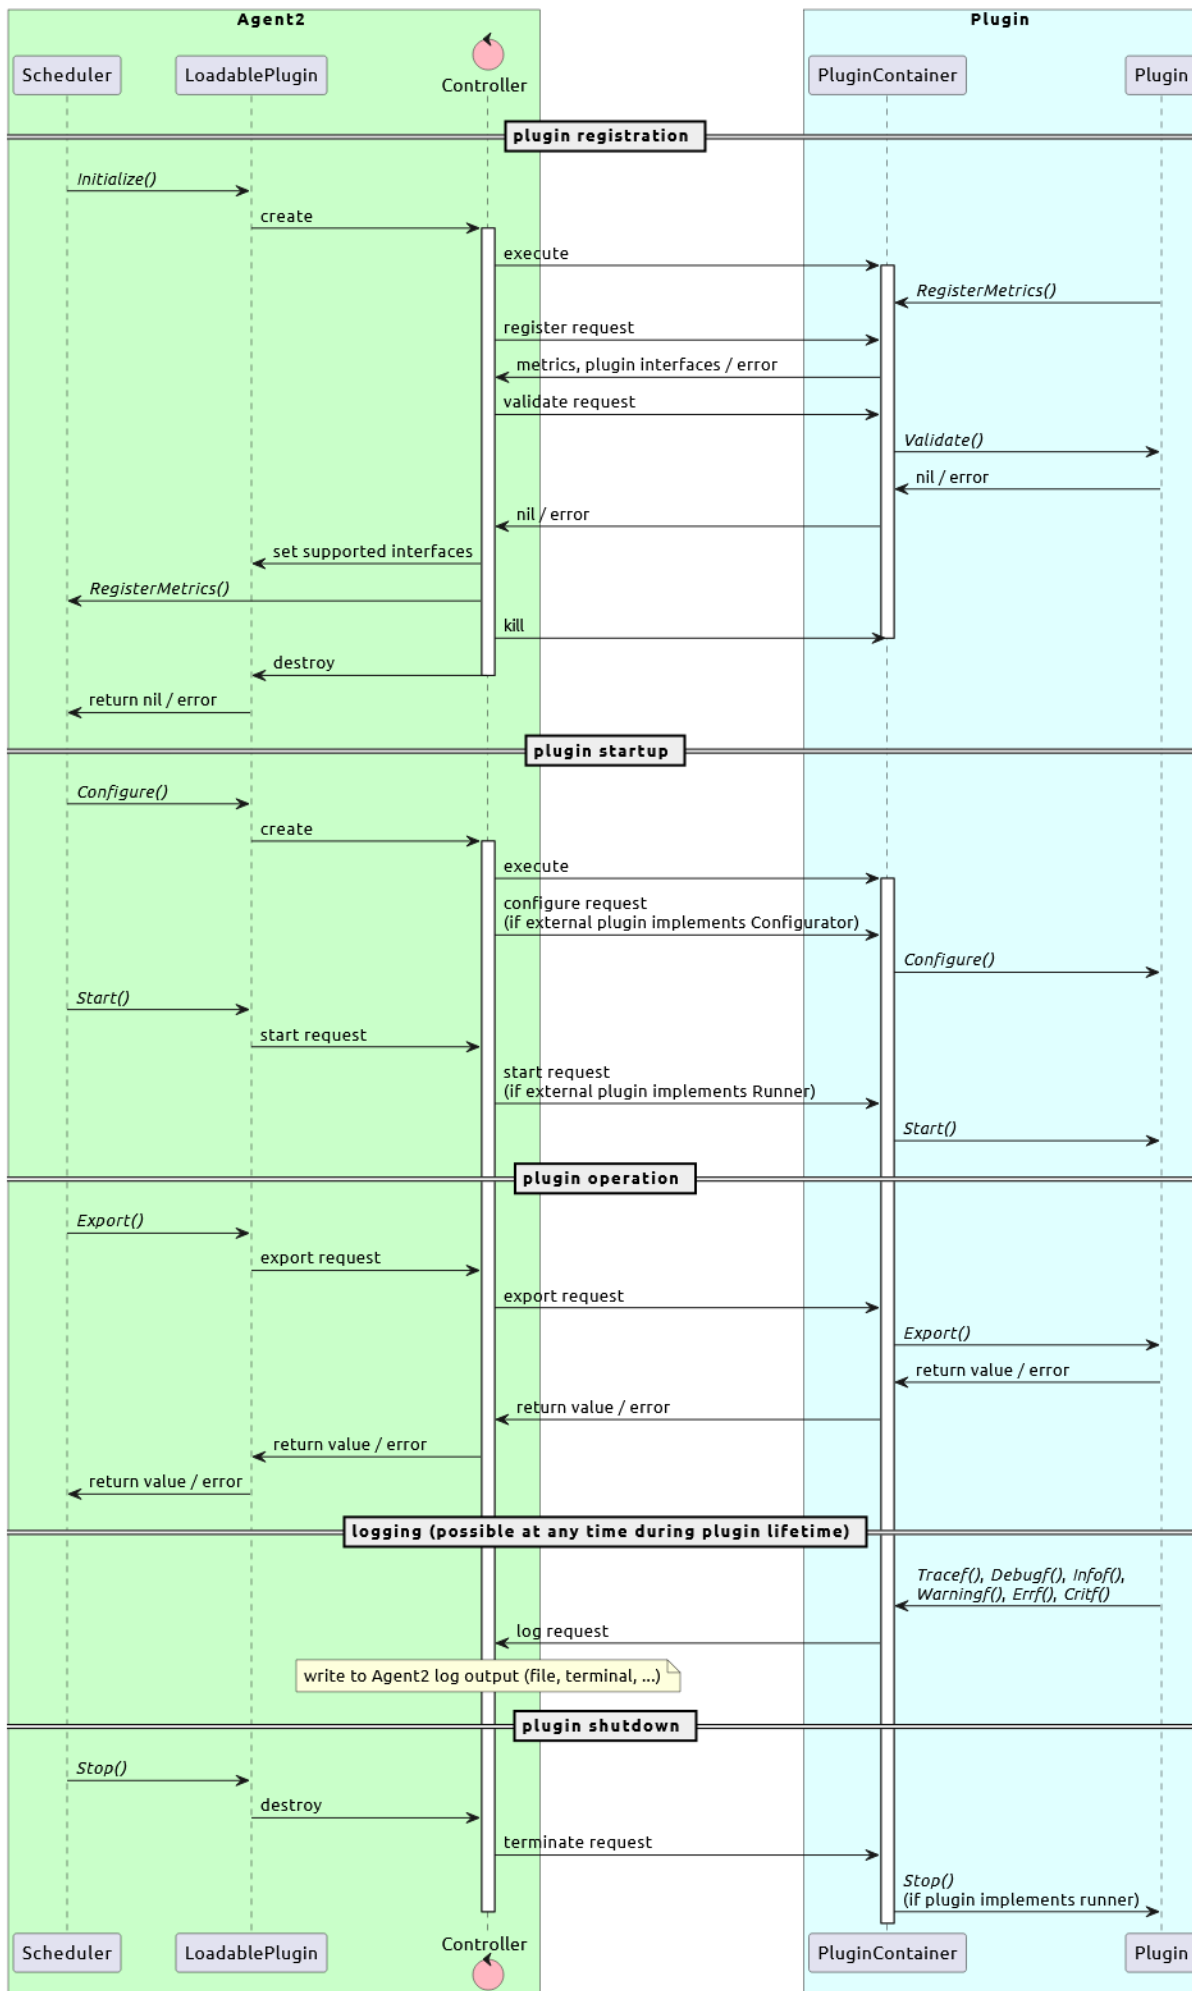 Agent2
Plugin
Scheduler
LoadablePlugin
Controller
PluginContainer
Plugin
plugin registration
Initialize()
create
execute
RegisterMetrics()
register request
metrics, plugin interfaces / error
validate request
Validate()
nil / error
nil / error
set supported interfaces
RegisterMetrics()
kill
destroy
return nil / error
plugin startup
Configure()
create
execute
configure request
(if external plugin implements Configurator)
Configure()
Start()
start request
start request
(if external plugin implements Runner)
Start()
plugin operation
Export()
export request
export request
Export()
return value / error
return value / error
return value / error
return value / error
logging (possible at any time during plugin lifetime)
Tracef(), Debugf(), Infof(),
Warningf(), Errf(), Critf()
log request
write to Agent2 log output (file, terminal, ...)
plugin shutdown
Stop()
destroy
terminate request
Stop()
(if plugin implements runner)
Scheduler
LoadablePlugin
Controller
PluginContainer
Plugin